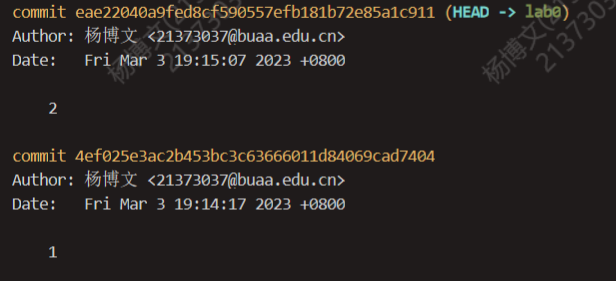 commit eae22040a9fed8cf590557efb181b72e85a1c911 (HEAD -> lab0)
Author: 杨博文 <21373037@buaa.edu.cn>
Date:   Fri Mar 3 19:15:07 2023 +0800
    2
commit 4ef025e3ac2b453bc3c63666011d84069cad7404
Author: 杨博文 <21373037@buaa.edu.cn>
Date:   Fri Mar 3 19:14:17 2023 +0800
    1